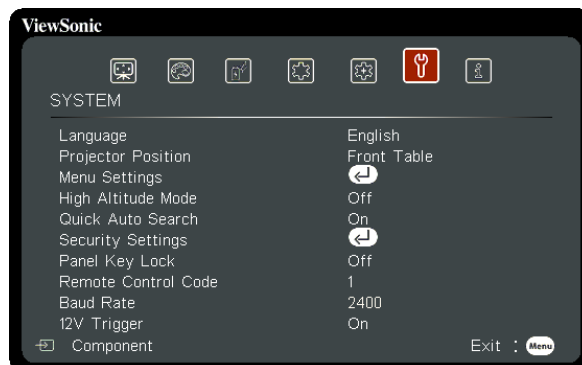 ViewSonic
SYSTEM
Language English
Projector Position Front Table
Menu Settings
High Altitude Mode Off
Quick Auto Search On
Security Settings
Panel Key Lock Off
Remote Control Code 1
Baud Rate 2400
12V Trigger On
Component Exit : Menu